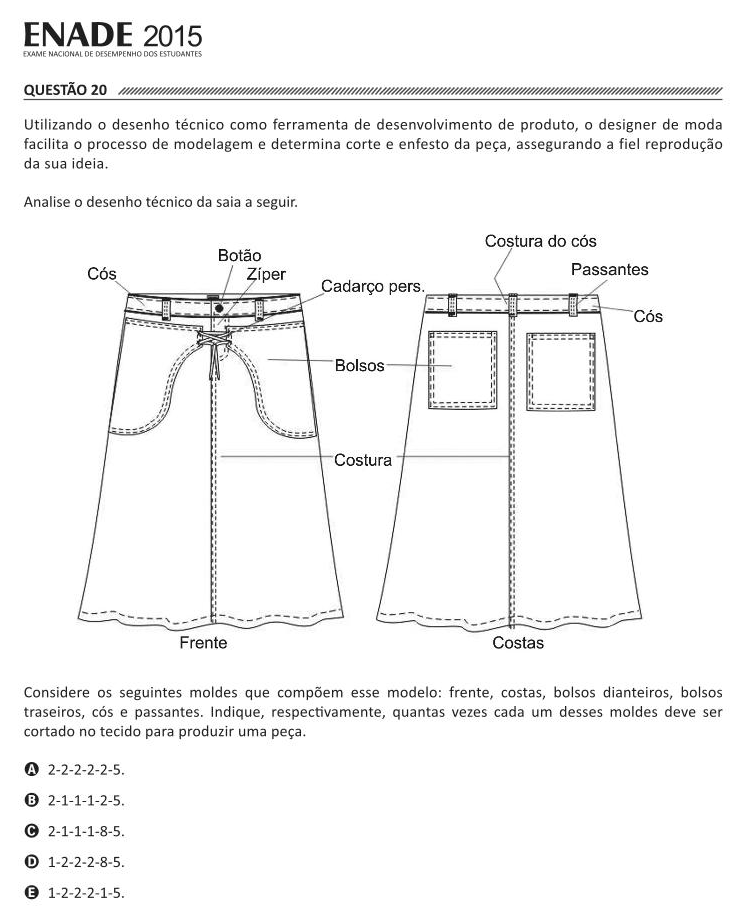 ENADE 2015
EXAME NACIONAL DE DESEMPENHO DOS ESTUDANTES
QUESTÃO 20
Utilizando o desenho técnico como ferramenta de desenvolvimento de produto, o designer de moda
facilita o processo de modelagem e determina corte e enfesto da peça, assegurando a fiel reprodução
da sua ideia.
Analise o desenho técnico da saia a seguir.
Costura do cós
Botão
Cós
Zíper
Passantes
Cadarço pers.
Cós
Bolsos
Costura
Frente
Costas
Considere os seguintes moldes que compõem esse modelo: frente, costas, bolsos dianteiros, bolsos
traseiros, cós e passantes. Indique, respectivamente, quantas vezes cada um desses moldes deve ser
cortado no tecido para produzir uma peça.
A 2-2-2-2-2-5.
B 2-1-1-1-2-5.
C 2-1-1-1-8-5.
D 1-2-2-2-8-5.
E 1-2-2-2-1-5.